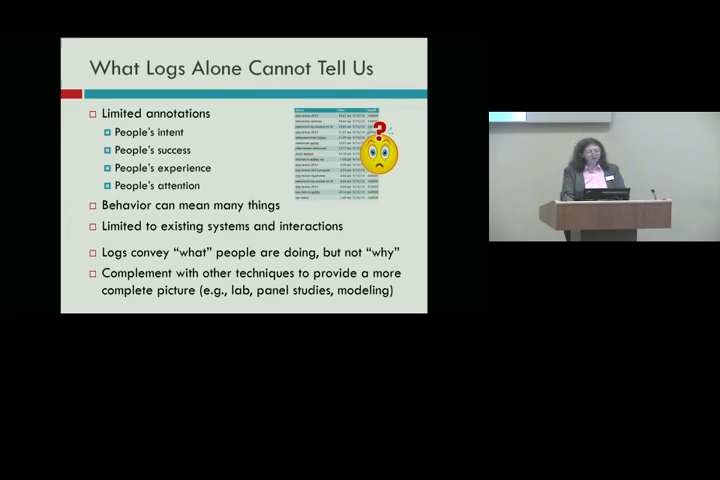 What Logs Alone Cannot Tell Us
Limited annotations
People's intent
People's success
People's experience
People's attention
Behavior can mean many things
Limited to existing systems and interactions
Logs convey “what” people are doing, but not “why”
Complement with other techniques to provide a more
complete picture (e.g., lab, panel studies, modeling)
?